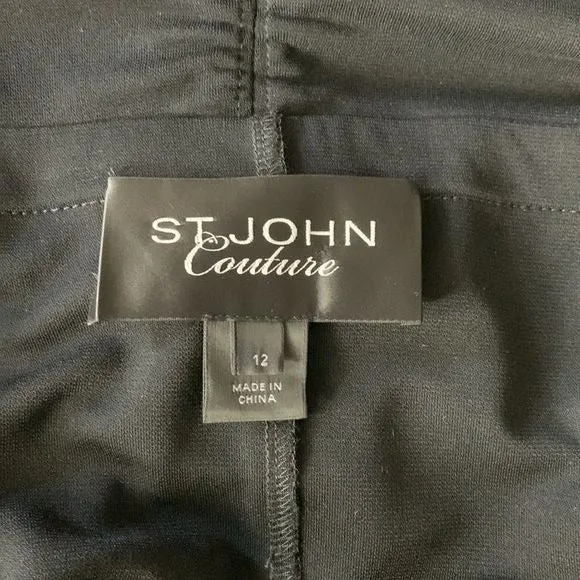 ST. JOHN
Couture
12
MADE IN
CHINA